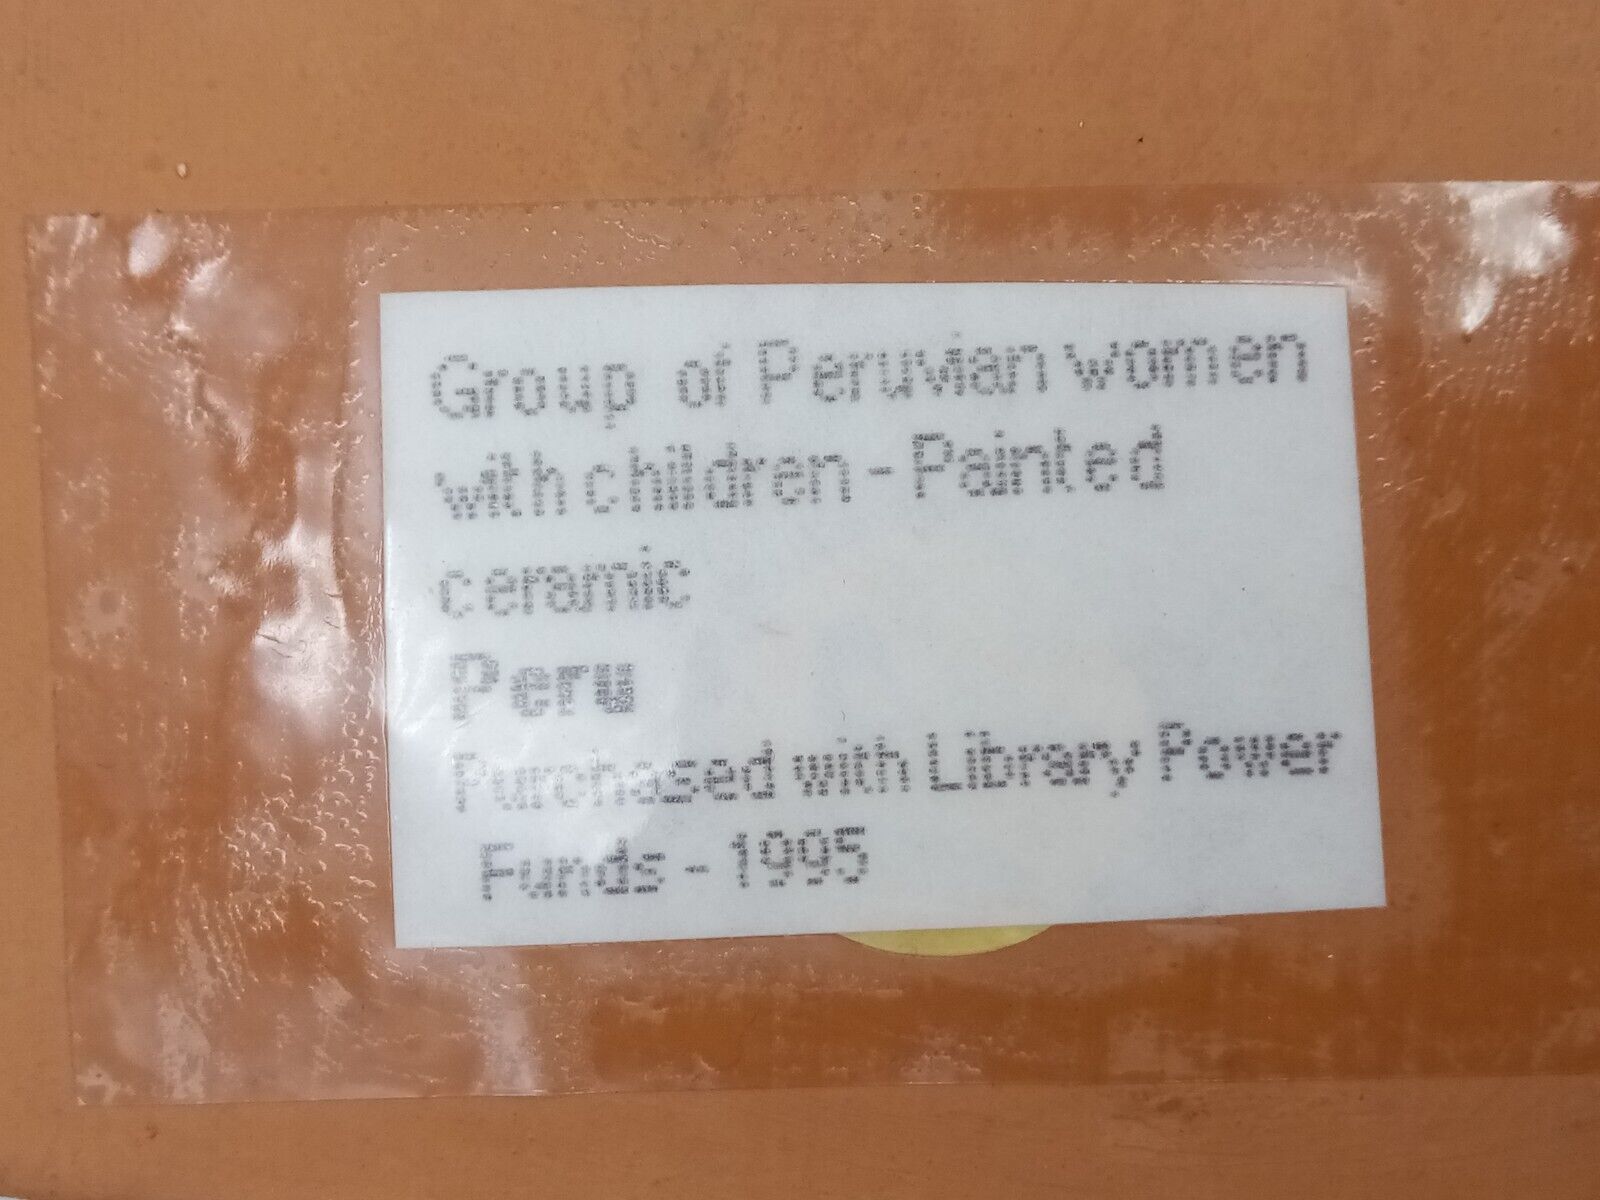 Group of Peruvian women
with children - Painted
ceramic
Peru
Purchased with Library Power
Funds - 1995